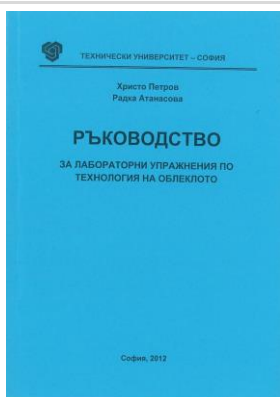 ТЕХНИЧЕСКИ УНИВЕРСИТЕТ – СОФИЯ
Христо Петров
Радка Атанасова
РЪКОВОДСТВО
ЗА ЛАБОРАТОРНИ УПРАЖНЕНИЯ ПО
ТЕХНОЛОГИЯ НА ОБЛЕКЛОТО
София, 2012